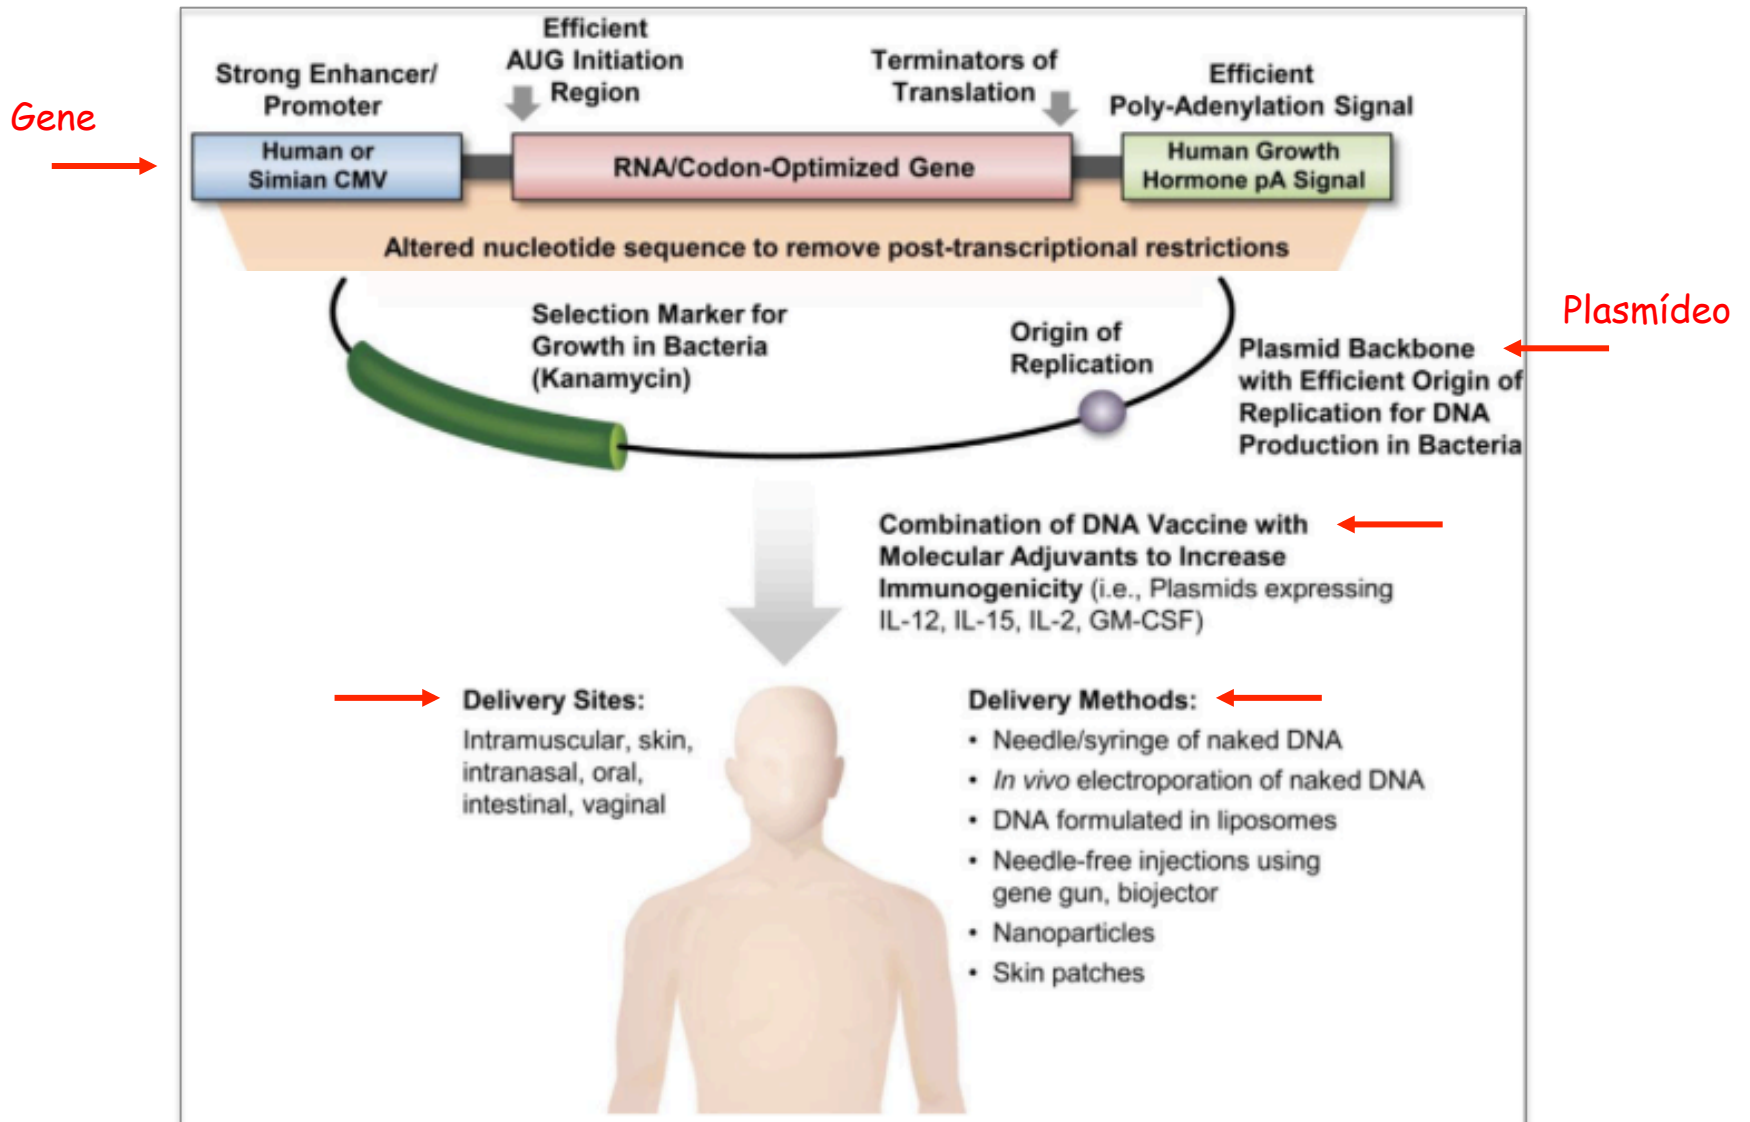 Efficient
AUG Initiation
Region
Terminators of
Translation
Strong Enhancer/
Promoter
Efficient
Poly-Adenylation Signal
Gene
Human or
Simian CMV
RNA/Codon-Optimized Gene
Human Growth
Hormone pA Signal
Altered nucleotide sequence to remove post-transcriptional restrictions
Selection Marker for
Growth in Bacteria
(Kanamycin)
Origin of
Replication
Plasmídeo
Plasmid Backbone
with Efficient Origin of
Replication for DNA
Production in Bacteria
Combination of DNA Vaccine with
Molecular Adjuvants to Increase
Immunogenicity (i.e., Plasmids expressing
IL-12, IL-15, IL-2, GM-CSF)
Delivery Sites:
Intramuscular, skin,
intranasal, oral,
intestinal, vaginal
Delivery Methods:
• Needle/syringe of naked DNA
• In vivo electroporation of naked DNA
• DNA formulated in liposomes
• Needle-free injections using
gene gun, biojector
• Nanoparticles
• Skin patches